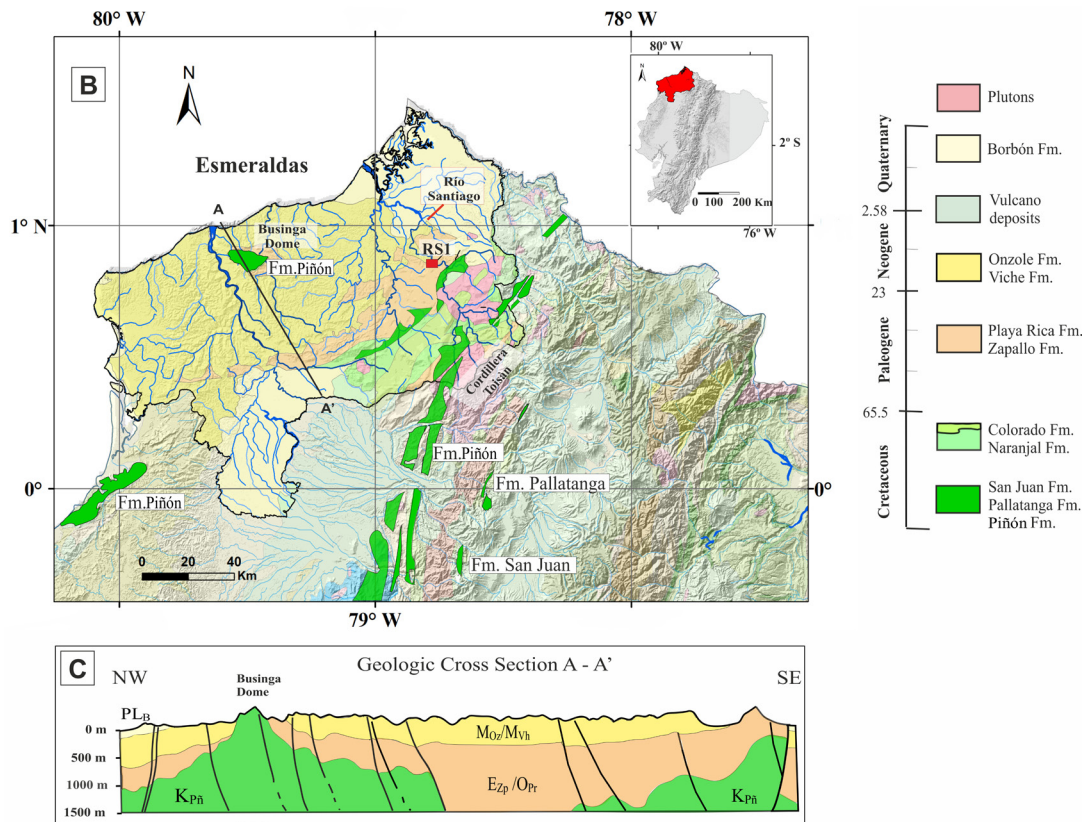 80° W
78° W
B
N
Esmeraldas
A
Businga
Dome
Fm.Piñón
Río
Santiago
RS1
1° N
Cordillera
Toisàn
A'
Fm.Piñón
Fm. Pallatanga
0°
0°
Fm.Piñón
Fm. San Juan
0 20 40
Km
79° W
80° W
N
2° S
0 100 200 Km
76° W
Plutons
Borbón Fm.
Vulcano
deposits
Onzole Fm.
Viche Fm.
Playa Rica Fm.
Zapallo Fm.
Colorado Fm.
Naranjal Fm.
San Juan Fm.
Pallatanga Fm.
Piñón Fm.
Quaternary
2.58
Neogene
23
Paleogene
65.5
Cretaceous
C
Geologic Cross Section A - A'
NW
SE
Businga
Dome
PLB
0 m
500 m
1000 m
1500 m
MOz/MVh
EZp/OPr
KPñ
KPñ